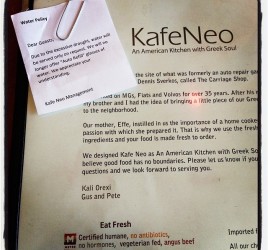 Water Policy
Dear Guests,
Due to the excessive drought, water will
be served only on request. We will no
longer offer "Auto Refill" glasses of
water. We appreciate your
understanding.
Kafe Neo Management
KafeNeo
An American Kitchen with Greek Soul
the site of what was formerly an auto repair ga
Dennis Sverkos, called The Carriage Shop.
on MGs, Fiats and Volvos for over 35 years. After his
my brother and I had the idea of bringing a little piece of our Gree
to the neighborhood.
Our mother, Effe, instilled in us the importance of a home cooked
passion with which she prepared it. That is why we use the fresh
ingredients and your food is made fresh to order.
We designed Kafe Neo as An American Kitchen with Greek So
believe good food has no boundaries. Please let us know if you
questions and we look forward to serving you.
Kali Orexi
Gus and Pete
Eat Fresh
Certified humane, no antibiotics,
no hormones, vegetarian fed, angus beef
Imported f